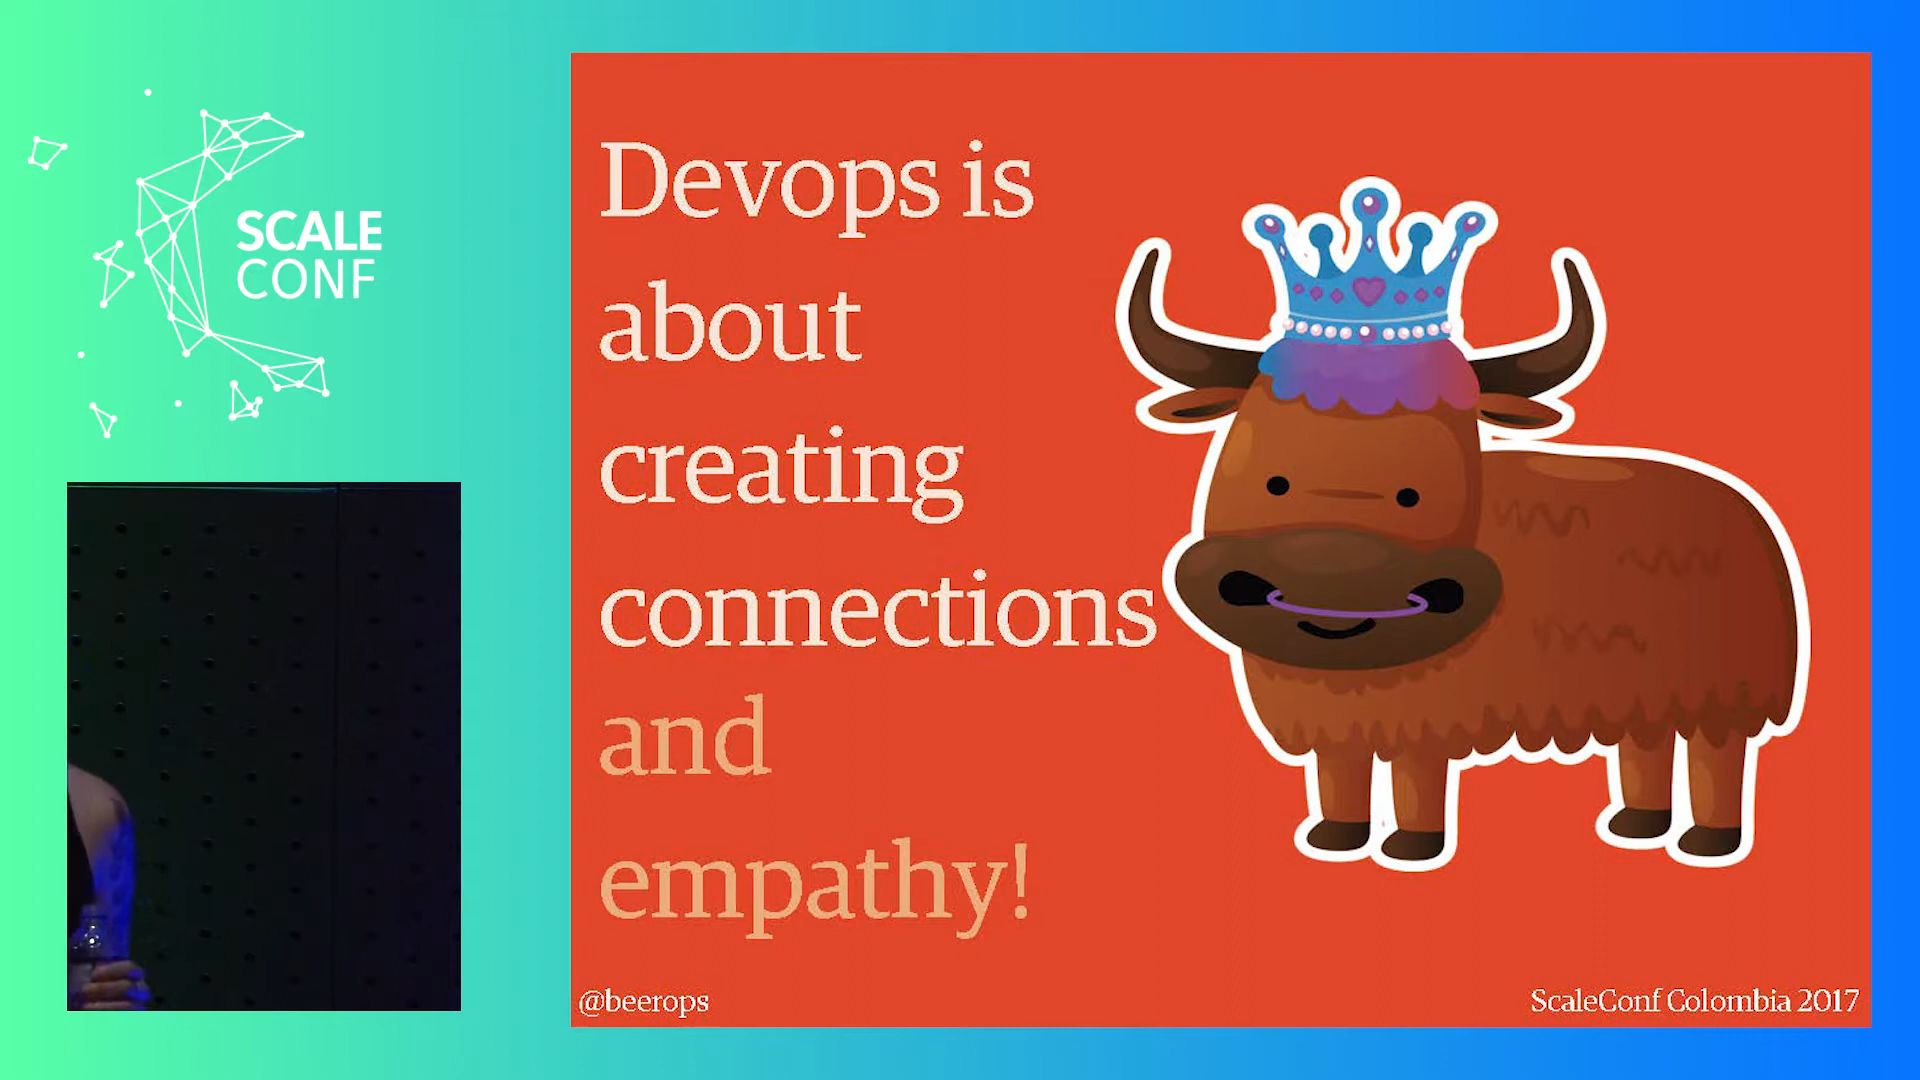 SCALE
CONF
Devops is
about
creating
connections
and
empathy!
@beerops
ScaleConf Colombia 2017